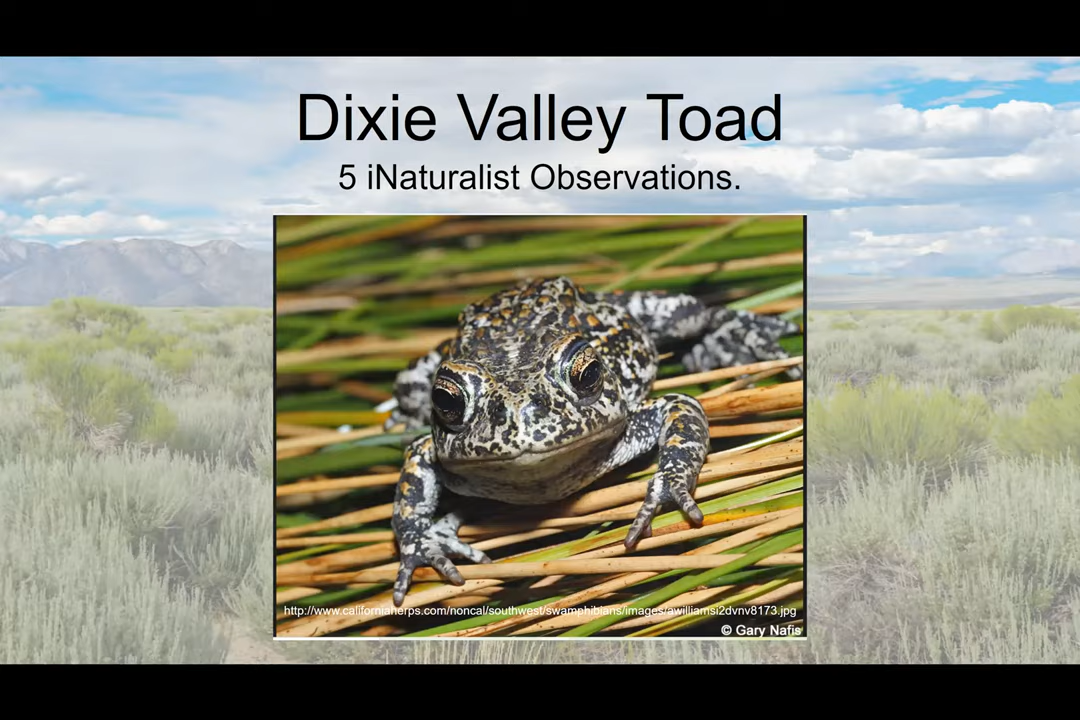 Dixie Valley Toad
5 iNaturalist Observations.
http://www.californiaherps.com/noncal/southwest/swamphibians/images/awilliamsi2dvnv8173.jpg
© Gary Nafis